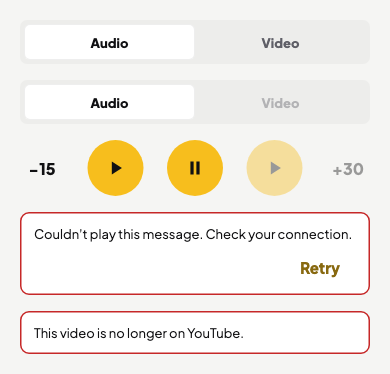 Audio Video
Audio Video
-15 +30
Couldn't play this message. Check your connection.
Retry
This video is no longer on YouTube.